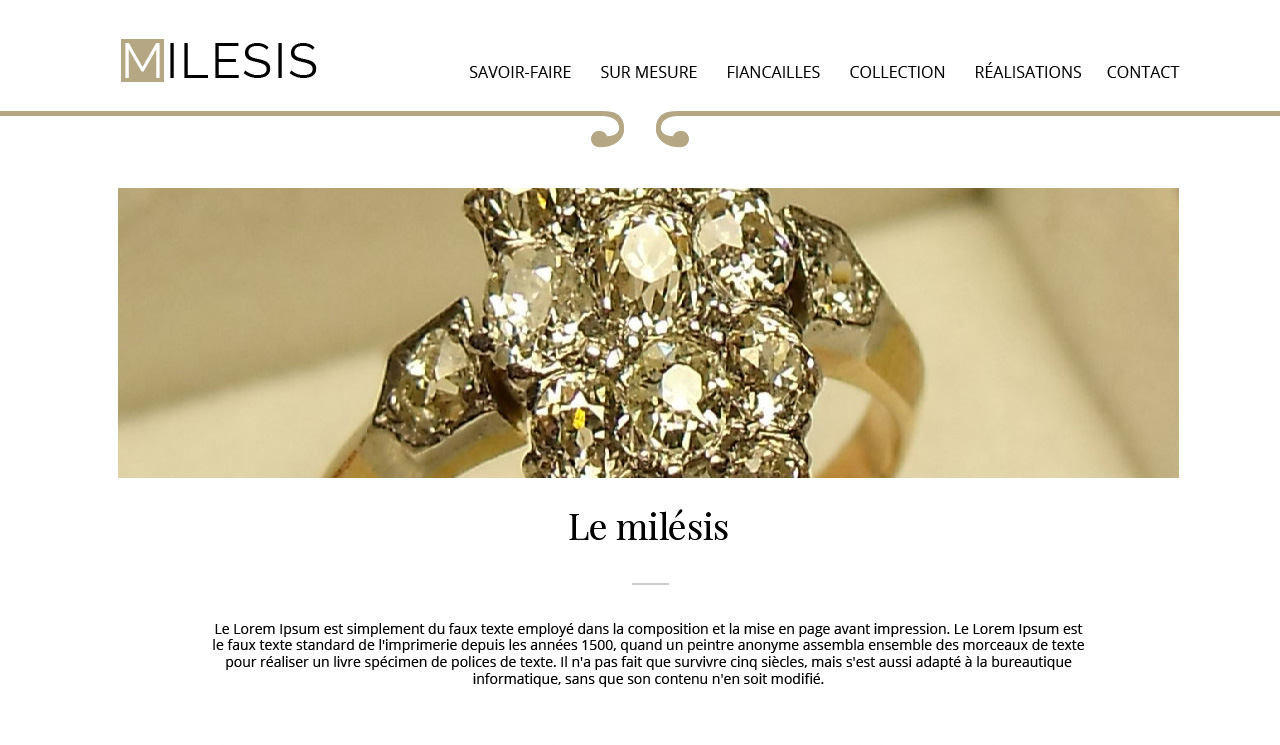 MILESIS
SAVOIR-FAIRE SUR MESURE FIANCAILLES COLLECTION RÉALISATIONS CONTACT
Le milésis
Le Lorem Ipsum est simplement du faux texte employé dans la composition et la mise en page avant impression. Le Lorem Ipsum est
le faux texte standard de l'imprimerie depuis les années 1500, quand un peintre anonyme assembla ensemble des morceaux de texte
pour réaliser un livre spécimen de polices de texte. Il n'a pas fait que survivre cinq siècles, mais s'est aussi adapté à la bureautique
informatique, sans que son contenu n'en soit modifié.